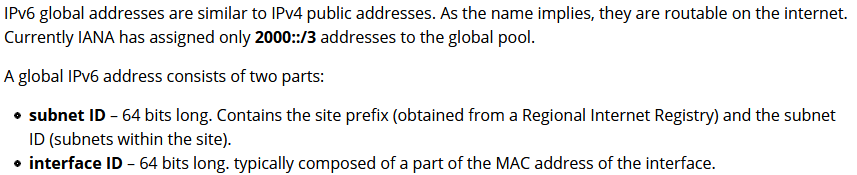 IPv6 global addresses are similar to IPv4 public addresses. As the name implies, they are routable on the internet.
Currently IANA has assigned only 2000::/3 addresses to the global pool.
A global IPv6 address consists of two parts:
• subnet ID – 64 bits long. Contains the site prefix (obtained from a Regional Internet Registry) and the subnet
ID (subnets within the site).
• interface ID – 64 bits long. typically composed of a part of the MAC address of the interface.